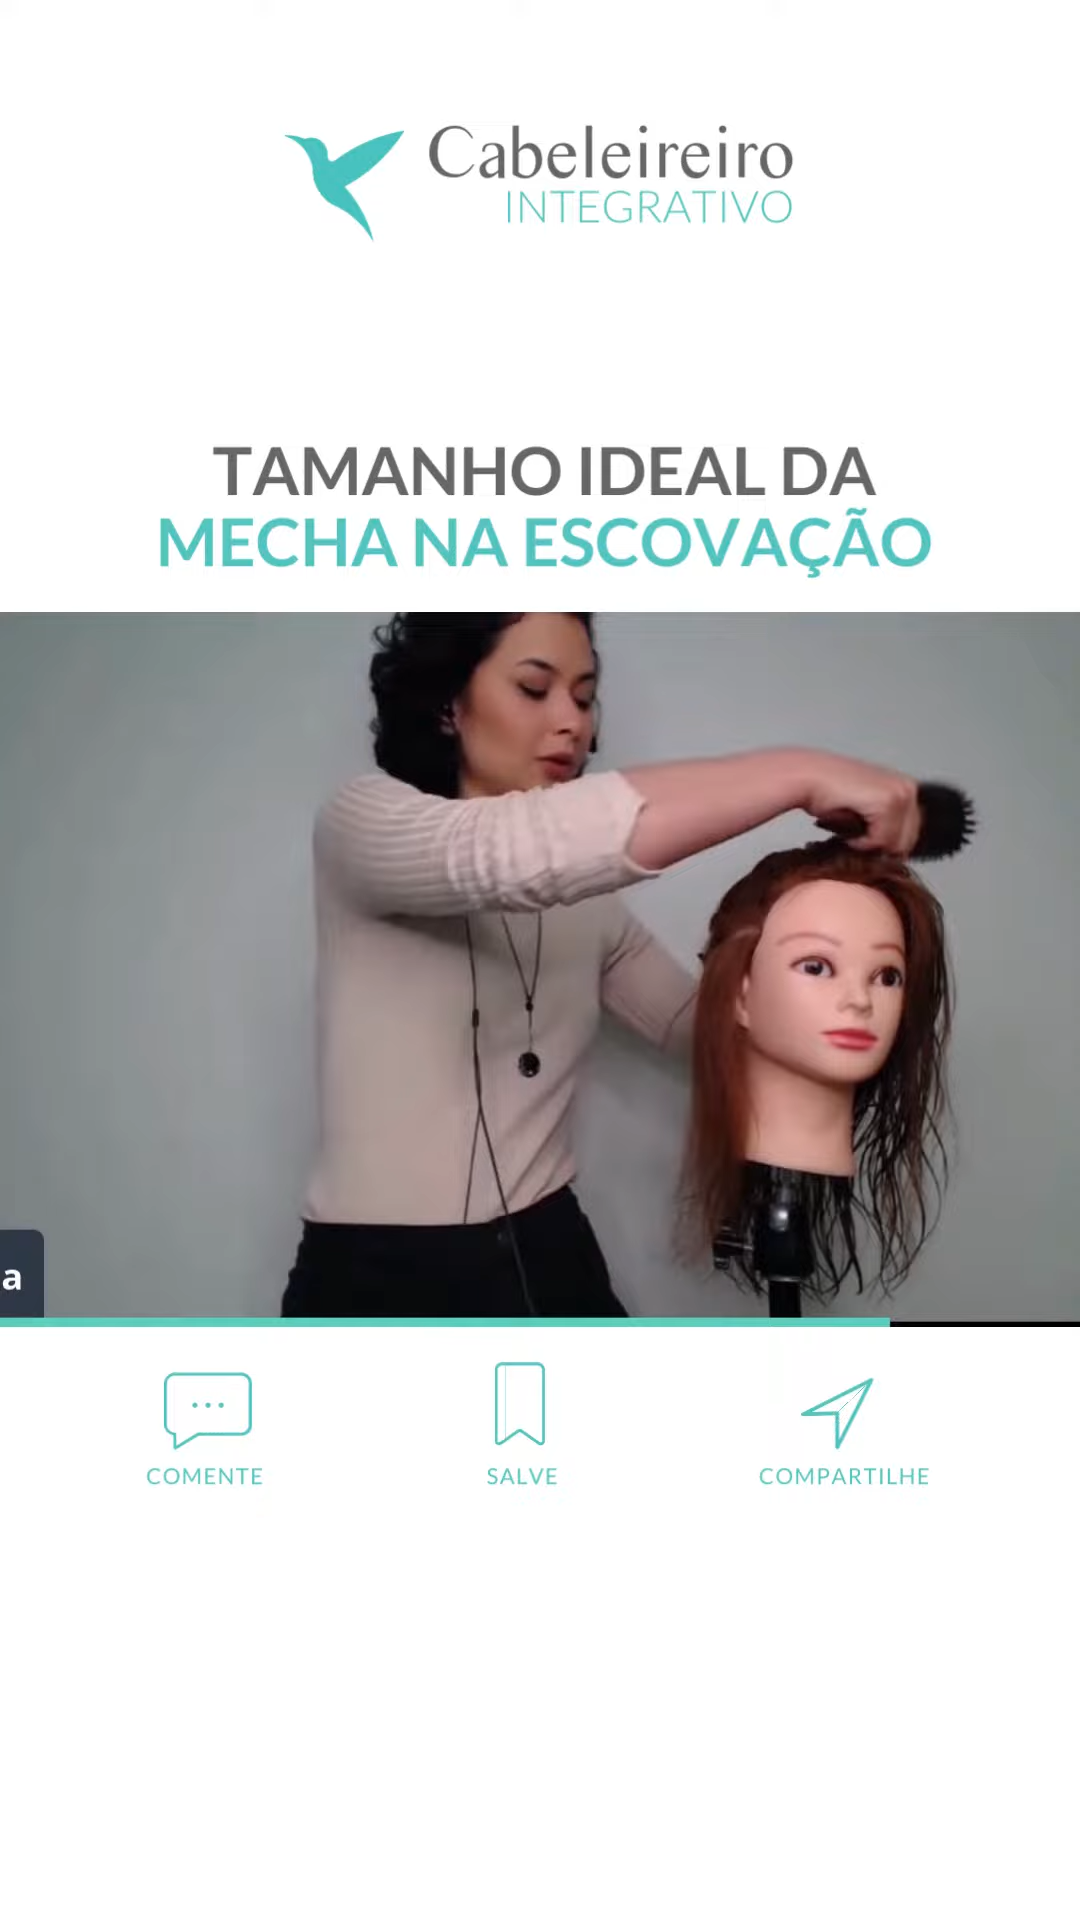 Cabeleireiro
INTEGRATIVO
TAMANHO IDEAL DA
MECHA NA ESCOVAÇÃO
a
COMENTE
SALVE
COMPARTILHE